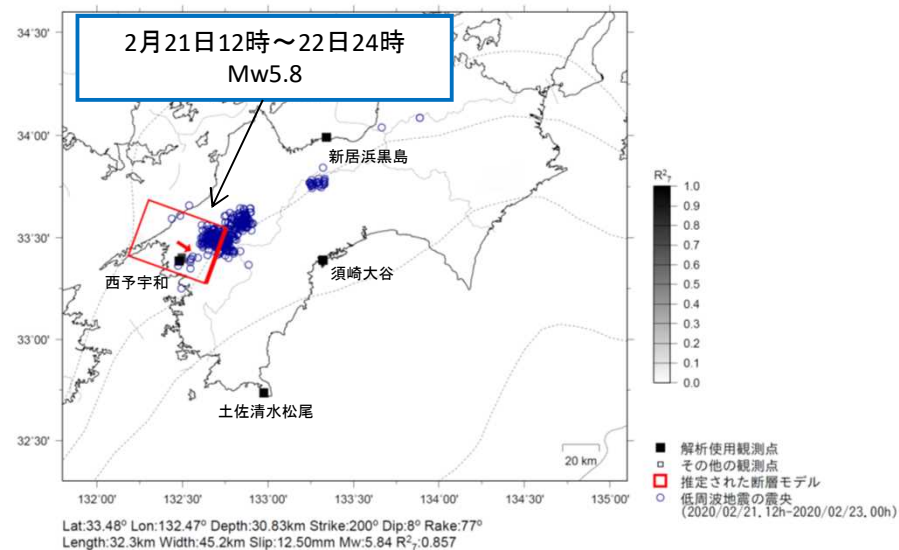 2月21日12時～22日24時
Mw5.8
34°30'
34°00'
33°30'
33°00'
32°30'
新居浜黒島
西予宇和
須崎大谷
土佐清水松尾
20 km
132°00'
132°30'
133°00'
133°30'
134°00'
134°30'
135°00'
R²₇
1.0
0.9
0.8
0.7
0.6
0.5
0.4
0.3
0.2
0.1
0.0
解析使用観測点
その他の観測点
推定された断層モデル
低周波地震の震央
(2020/02/21,12h-2020/02/23.00h)
Lat:33.48° Lon:132.47° Depth:30.83km Strike:200° Dip:8° Rake:77°
Length:32.3km Width:45.2km Slip:12.50mm Mw:5.84 R²₇:0.857